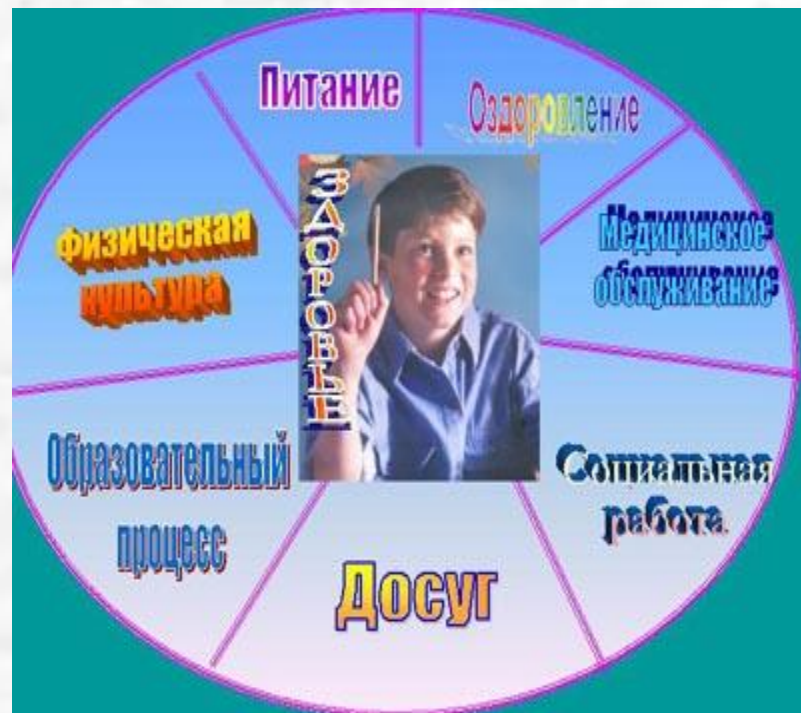 Питание
Оздоровление
Физическая
культура
ЗДОРОВЬЕ
Медицинское
обслуживание
Образовательный
процесс
Социальная
работа
Досуг